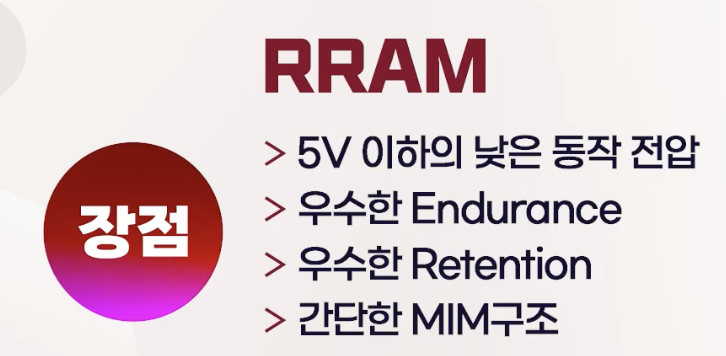 RRAM
장점
> 5V 이하의 낮은 동작 전압
> 우수한 Endurance
> 우수한 Retention
> 간단한 MIM구조